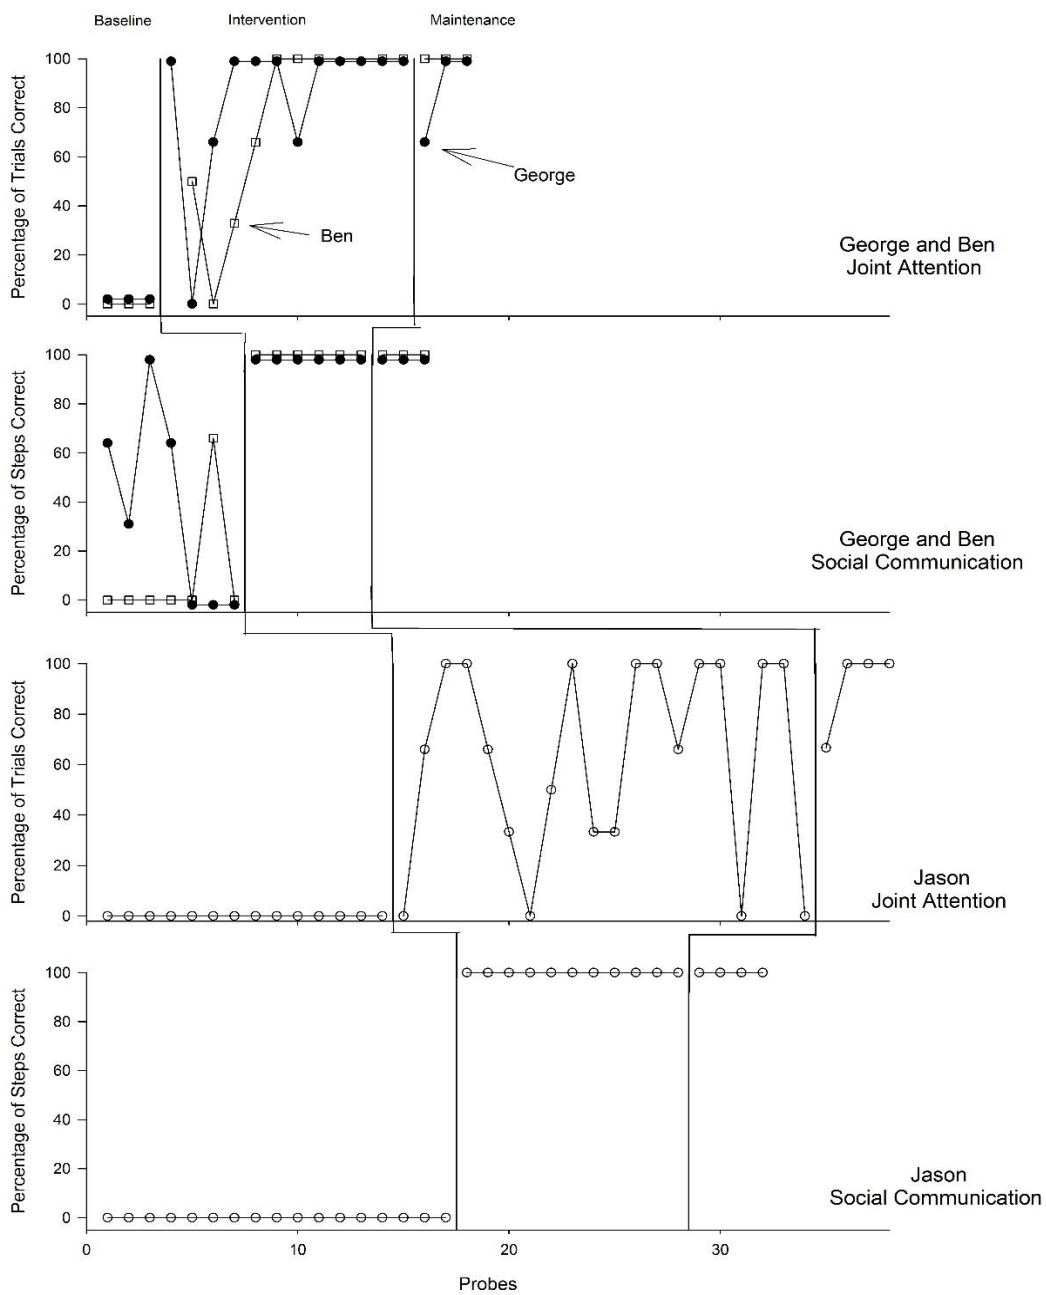 Baseline Intervention Maintenance
Percentage of Trials Correct
100
80
60
40
20
0
George
Ben
George and Ben
Joint Attention
Percentage of Steps Correct
100
80
60
40
20
0
George and Ben
Social Communication
Percentage of Trials Correct
100
80
60
40
20
0
Jason
Joint Attention
Percentage of Steps Correct
100
80
60
40
20
0
Jason
Social Communication
0 10 20 30
Probes